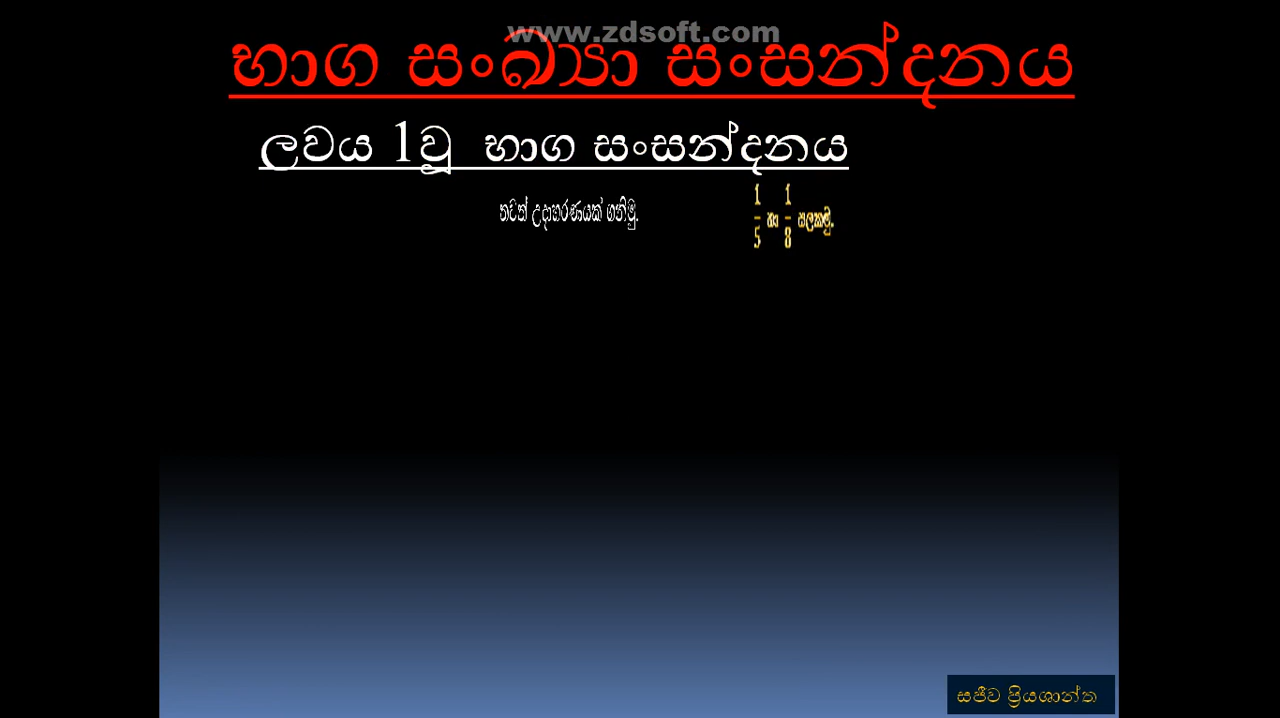 www.zdsoft.com
භාග සංඛ්‍යා සංසන්දනය
ලවය 1වූ භාග සංසන්දනය
තවත් උදාහරණයක් ගනිමු.
1/5 හා 1/8 සලකමු.
සජීව ප්‍රියශාන්ත